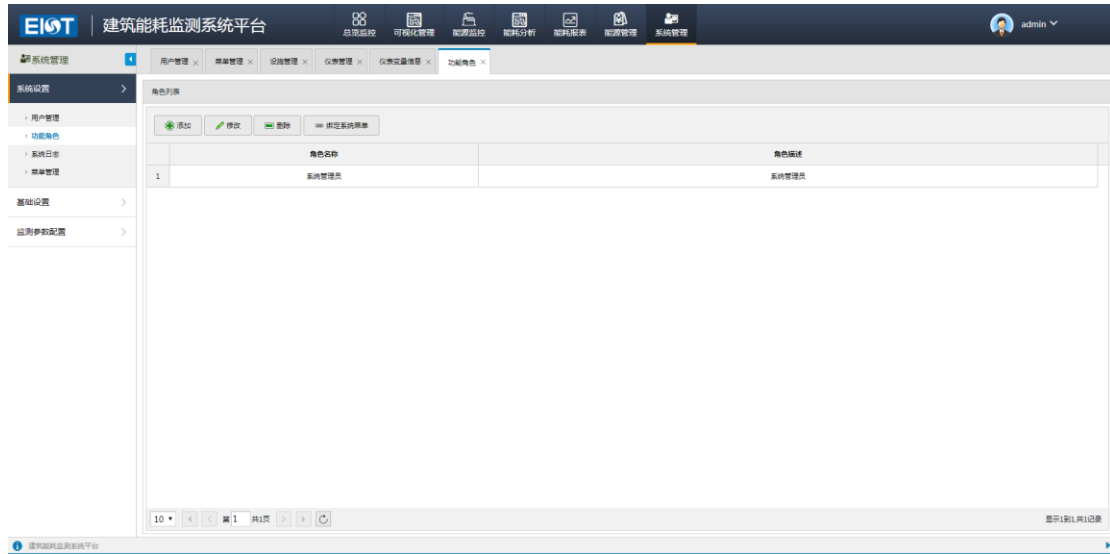 EIOT 建筑能耗监测系统平台
总览监控 可视化管理 能源监控 能耗分析 能耗报表 能源管理 系统管理
admin
系统管理
用户管理 菜单管理 设施管理 仪表管理 仪表变量信息 功能角色
系统设置
角色列表
用户管理
功能角色
系统日志
菜单管理
基础设置
监测参数配置
添加 修改 删除 绑定系统菜单
角色名称 角色描述
1 系统管理员 系统管理员
10 第 1 共1页
显示1到1,共1记录
建筑能耗监测系统平台